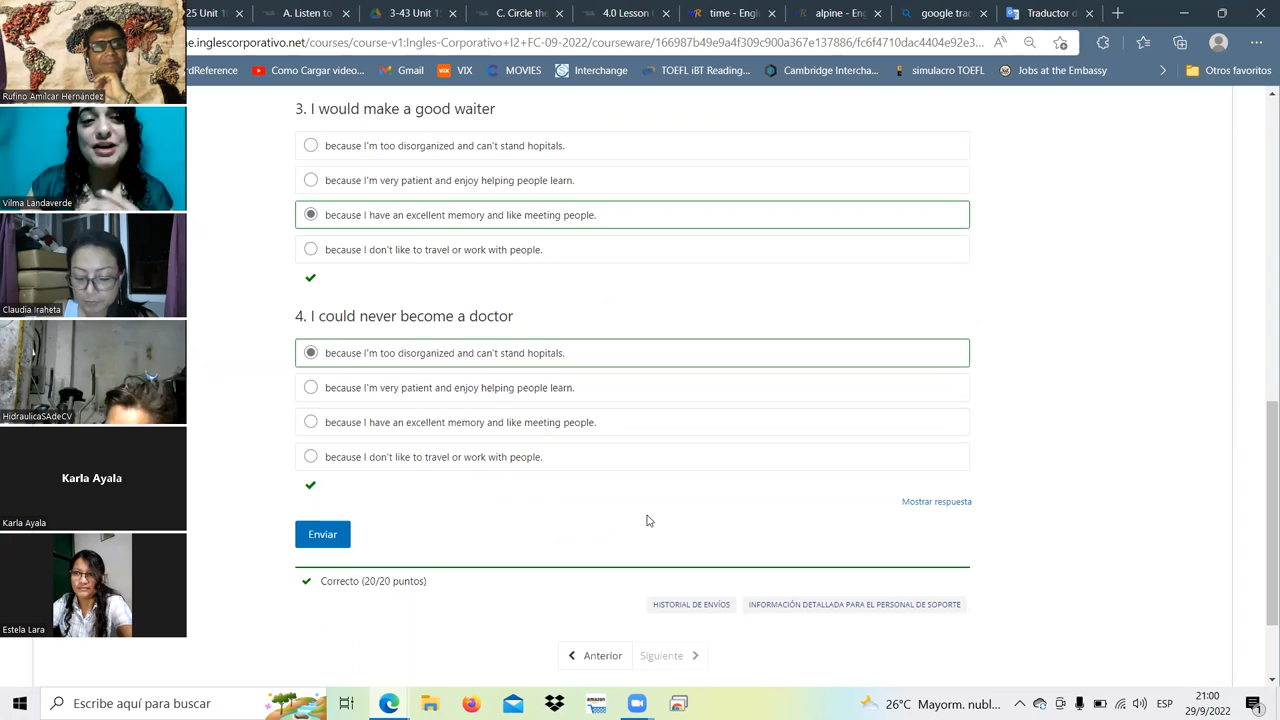 25 Unit 1
A. Lesson
3-43 Unit 1
C Circle the
4.0 Lesson
time - Engl
alpine - En
google tra
Traductor d
ne.inglescorporativo.net/courses/course-v1:Ingles-Corporativo+I2+FC-09-2022/courseware/166987b49e9a4f309c900a367e137886/fc6f4710dac4404e92e3...
rdReference
Como Cargar video...
Gmail
VIX
MOVIES
Interchange
TOEFL iBT Reading...
Cambridge Intercha...
simulacro TOEFL
Jobs at the Embassy
Otros favoritos
Rufino Amílcar Hernández
Vilma Landaverde
Claudia Iraheta
HidraulicaSAdeCV
Karla Ayala
Karla Ayala
Estela Lara
3. I would make a good waiter
because I'm too disorganized and can't stand hopitals.
because I'm very patient and enjoy helping people learn.
because I have an excellent memory and like meeting people.
because I don't like to travel or work with people.
4. I could never become a doctor
because I'm too disorganized and can't stand hopitals.
because I'm very patient and enjoy helping people learn.
because I have an excellent memory and like meeting people.
because I don't like to travel or work with people.
Mostrar respuesta
Enviar
Correcto (20/20 puntos)
HISTORIAL DE ENVÍOS
INFORMACIÓN DETALLADA PARA EL PERSONAL DE SOPORTE
Anterior
Siguiente
Escribe aquí para buscar
amazon
26°C Mayorm. nubl...
ESP
21:00
29/9/2022
1